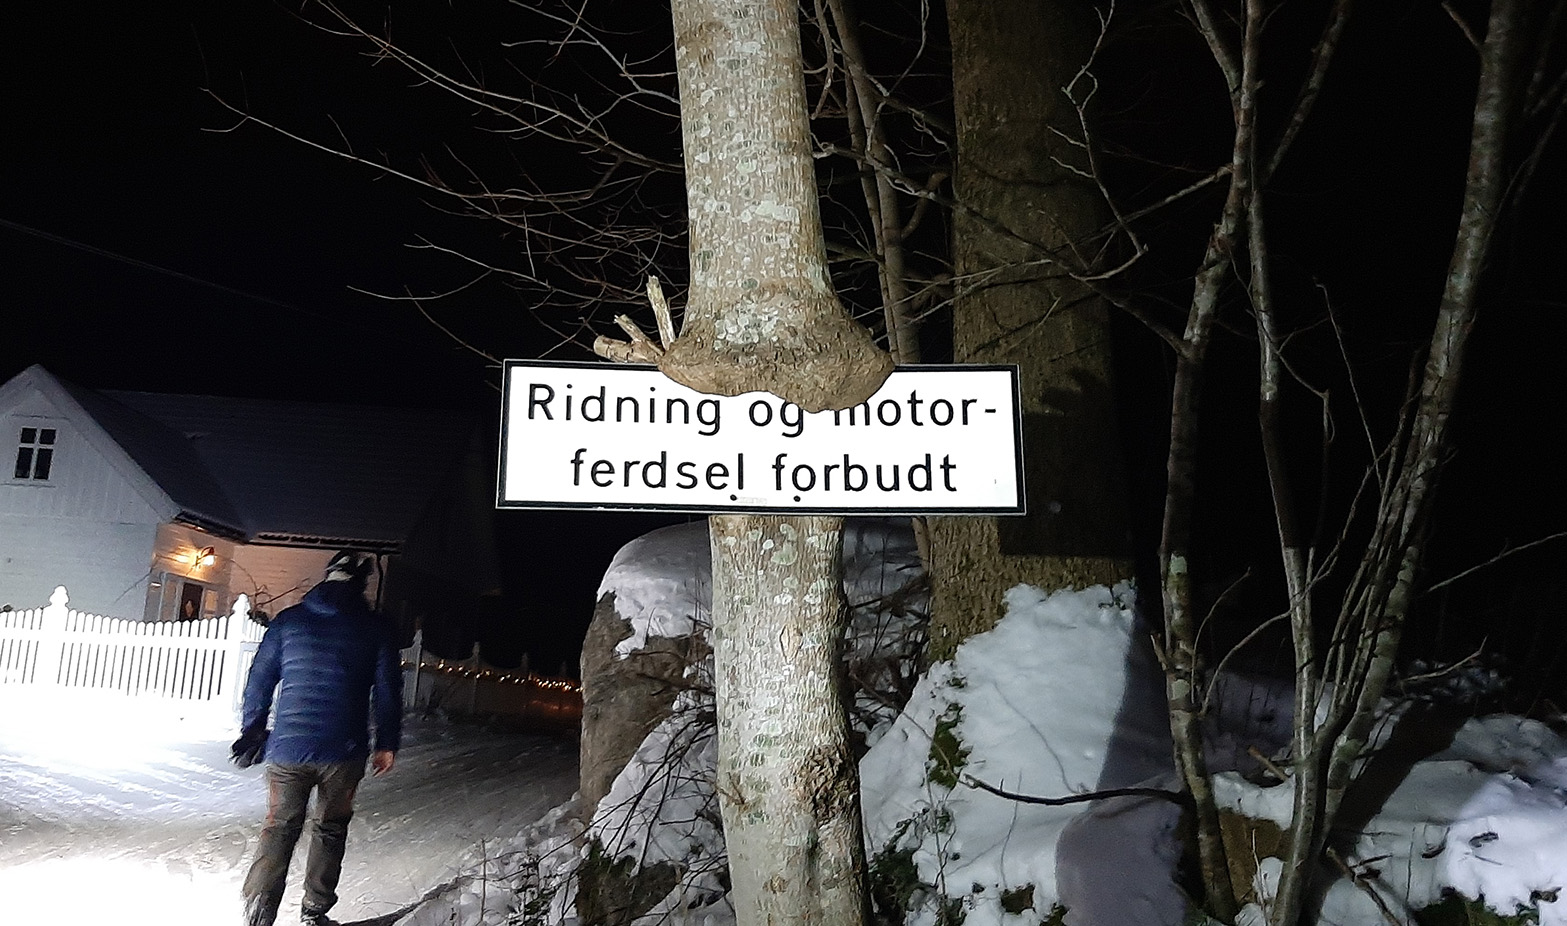 Ridning og motor-
ferdsel forbudt